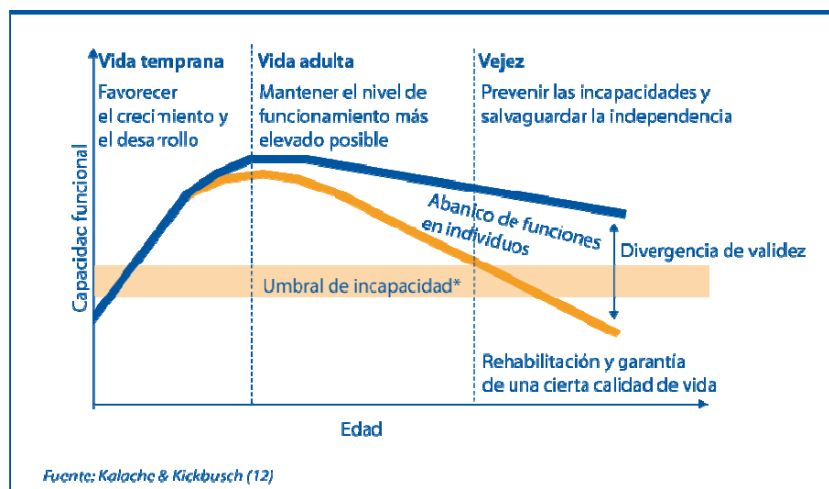 Vida temprana
Favorecer
el crecimiento y
el desarrollo
Vida adulta
Mantener el nivel de
funcionamiento más
elevado posible
Vejez
Prevenir las incapacidades y
salvaguardar la independencia
Capacidad funcional
Abanico de funciones
en individuos
Divergencia de validez
Umbral de incapacidad*
Rehabilitación y garantía
de una cierta calidad de vida
Edad
Fuente: Kalache & Kickbusch (12)